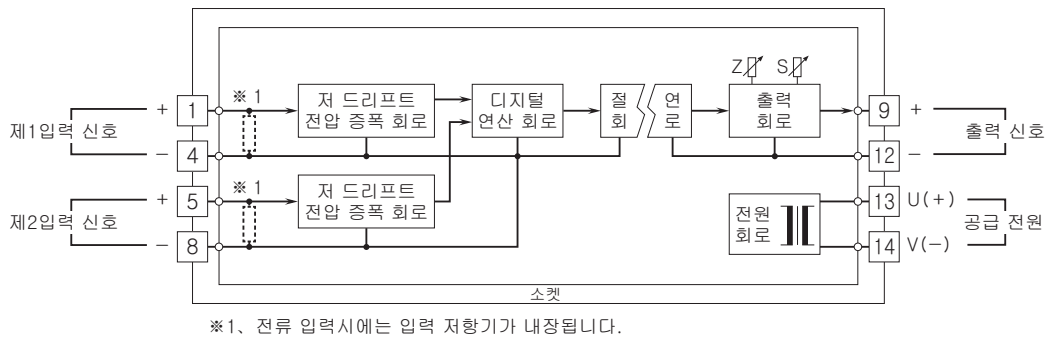 Z S
※ 1
제1입력 신호
+ 1
- 4
저 드리프트
전압 증폭 회로
디지털
연산 회로
절
회
연
로
출력
회로
9 +
12 -
출력 신호
제2입력 신호
+ 5
- 8
※ 1
저 드리프트
전압 증폭 회로
전원
회로
13 U(+)
14 V(-)
공급 전원
소켓
※1、전류 입력시에는 입력 저항기가 내장됩니다.